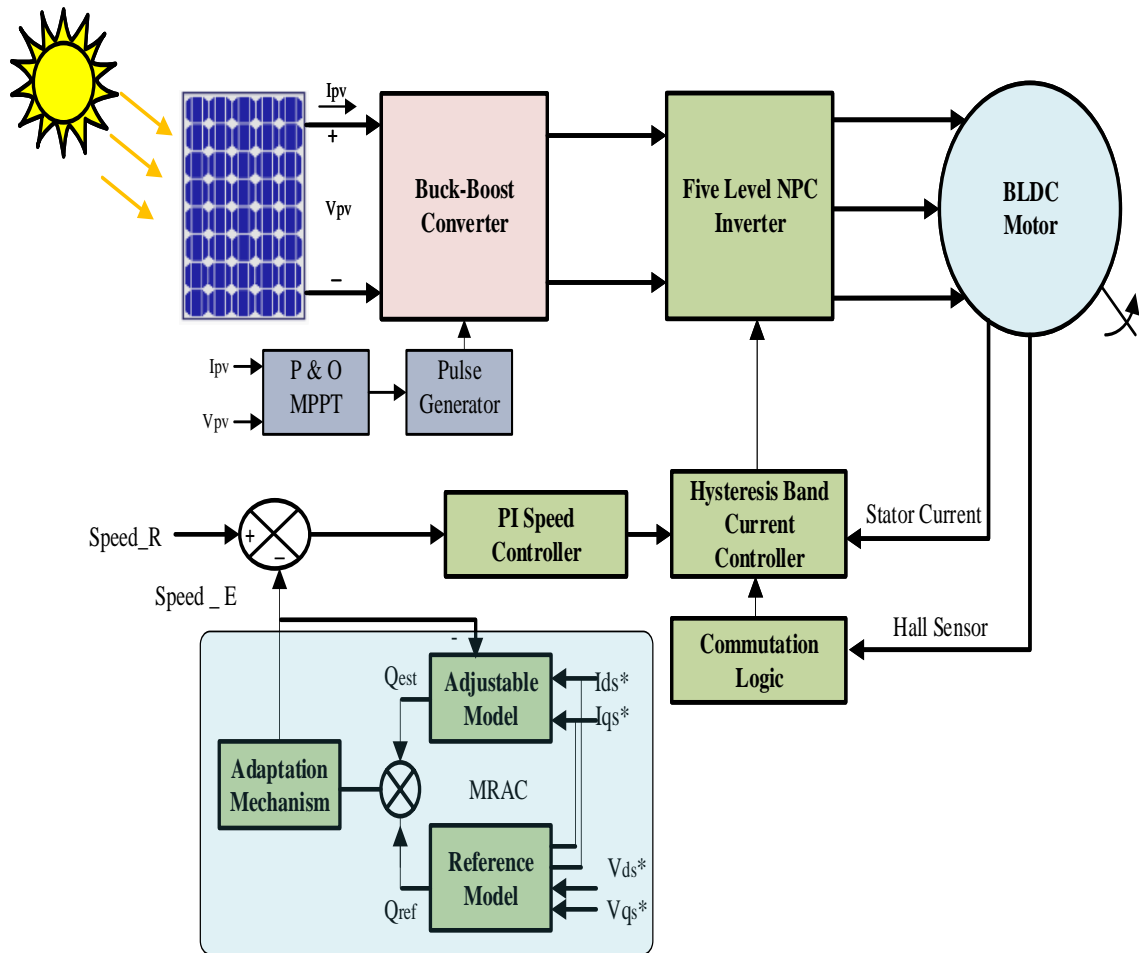 Ipv
+
Vpv
−
Buck-Boost
Converter
Five Level NPC
Inverter
BLDC
Motor
Ipv
Vpv
P & O
MPPT
Pulse
Generator
Speed_R
+
−
Speed _ E
PI Speed
Controller
Hysteresis Band
Current
Controller
Stator Current
Commutation
Logic
Hall Sensor
-
Qest
Adjustable
Model
Ids*
Iqs*
Adaptation
Mechanism
MRAC
Reference
Model
Qref
Vds*
Vqs*